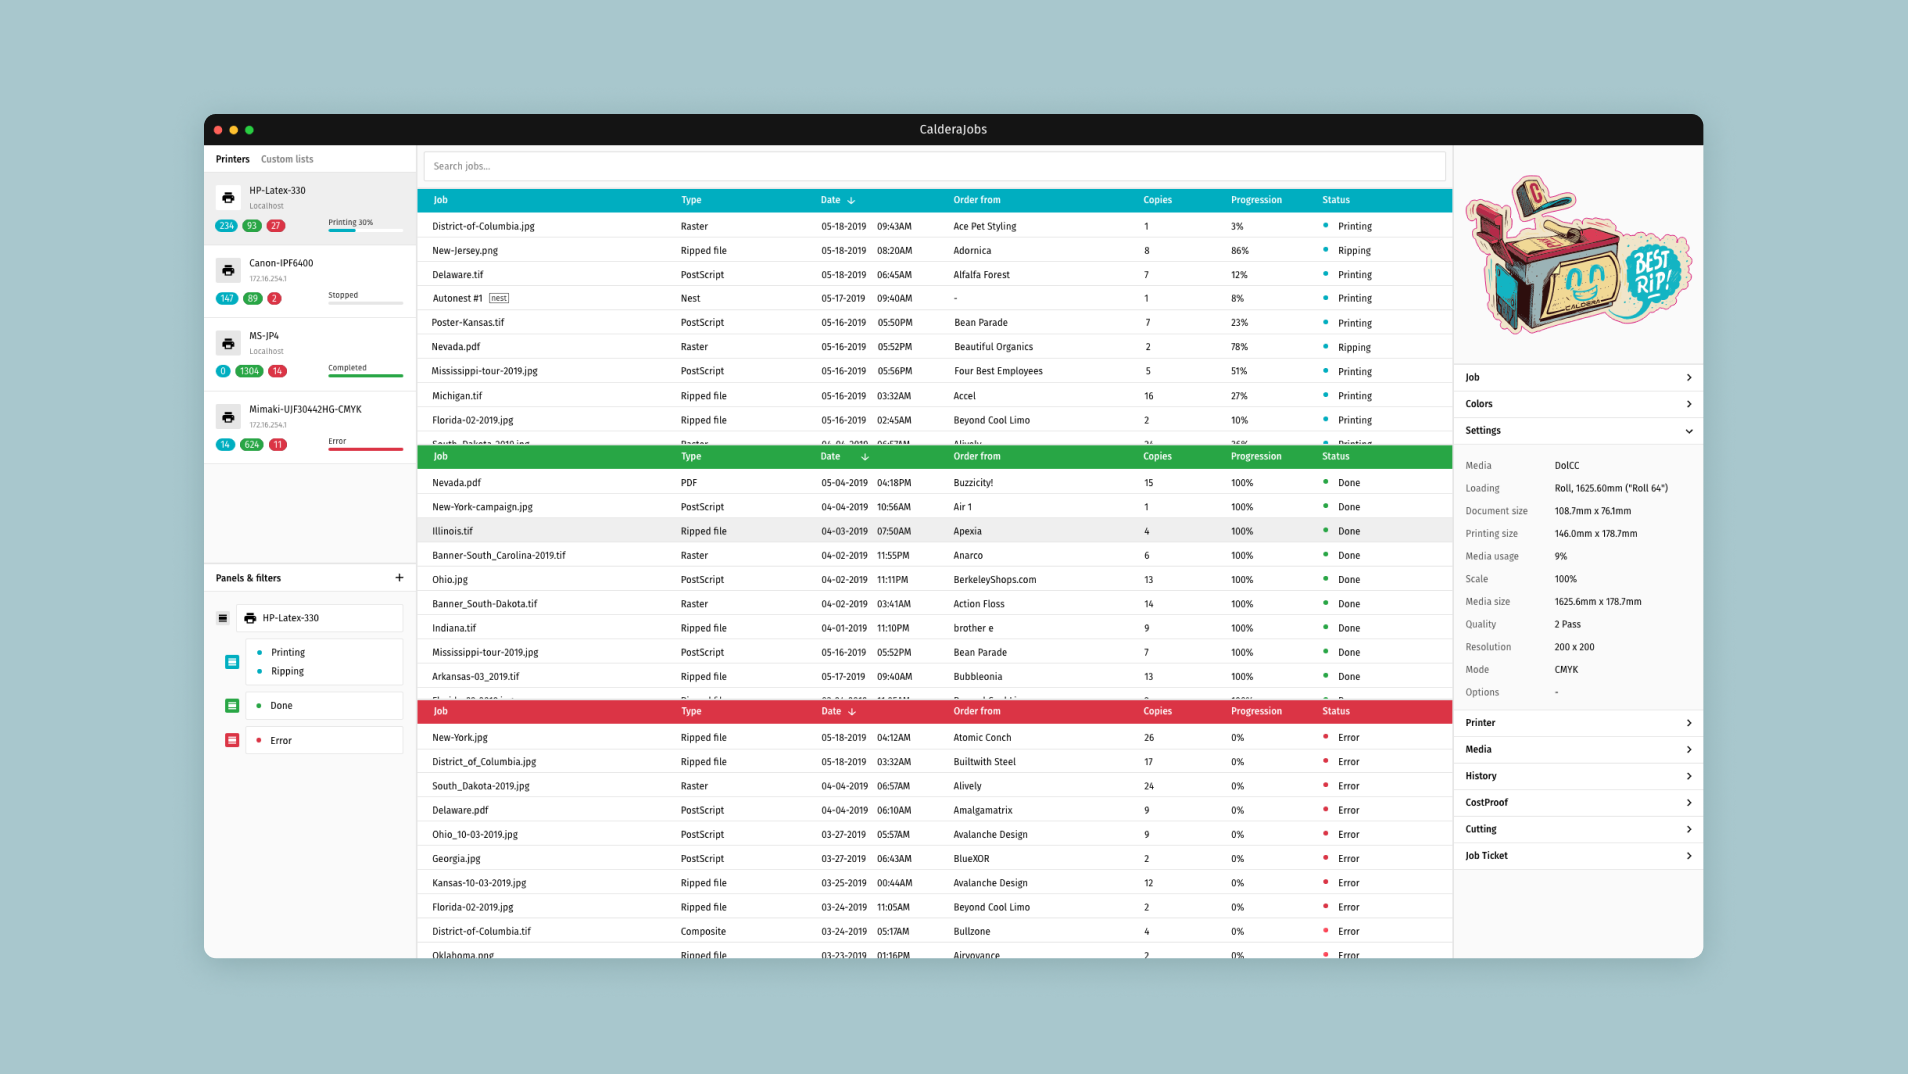 CalderaJobs
Printers Custom lists
HP-Latex-330
Localhost
234 93 27 Printing 30%
Canon-IPF6400
172.16.254.1
147 89 2 Stopped
MS-JP4
Localhost
0 1304 14 Completed
Mimaki-UJF30442HG-CMYK
172.16.254.1
14 624 11 Error
Panels & filters +
HP-Latex-330
Printing
Ripping
Done
Error
Search jobs...
Job Type Date Order from Copies Progression Status
District-of-Columbia.jpg Raster 05-18-2019 09:43AM Ace Pet Styling 1 3% Printing
New-Jersey.png Ripped file 05-18-2019 08:20AM Adornica 8 86% Ripping
Delaware.tif PostScript 05-18-2019 06:45AM Alfalfa Forest 7 12% Printing
Autonest #1 nest Nest 05-17-2019 09:40AM - 1 8% Printing
Poster-Kansas.tif PostScript 05-16-2019 05:50PM Bean Parade 7 23% Printing
Nevada.pdf Raster 05-16-2019 05:52PM Beautiful Organics 2 78% Ripping
Mississippi-tour-2019.jpg PostScript 05-16-2019 05:56PM Four Best Employees 5 51% Printing
Michigan.tif Ripped file 05-16-2019 03:32AM Accel 16 27% Printing
Florida-02-2019.jpg Ripped file 05-16-2019 02:45AM Beyond Cool Limo 2 10% Printing
South_Dakota-2019.jpg Raster 04-04-2019 06:57AM Alively 24 Printing
Job Type Date Order from Copies Progression Status
Nevada.pdf PDF 05-04-2019 04:18PM Buzzicity! 15 100% Done
New-York-campaign.jpg PostScript 04-04-2019 10:56AM Air 1 1 100% Done
Illinois.tif Ripped file 04-03-2019 07:50AM Apexia 4 100% Done
Banner-South_Carolina-2019.tif Raster 04-02-2019 11:55PM Anarco 6 100% Done
Ohio.jpg PostScript 04-02-2019 11:11PM BerkeleyShops.com 13 100% Done
Banner_South-Dakota.tif Raster 04-02-2019 03:41AM Action Floss 14 100% Done
Indiana.tif Ripped file 04-01-2019 11:10PM brother e 9 100% Done
Mississippi-tour-2019.jpg PostScript 05-16-2019 05:52PM Bean Parade 7 100% Done
Arkansas-03_2019.tif Ripped file 05-17-2019 09:40AM Bubbleonia 13 100% Done
Job Type Date Order from Copies Progression Status
New-York.jpg Ripped file 05-18-2019 04:12AM Atomic Conch 26 0% Error
District_of_Columbia.jpg Ripped file 05-18-2019 03:32AM Builtwith Steel 17 0% Error
South_Dakota-2019.jpg Raster 04-04-2019 06:57AM Alively 24 0% Error
Delaware.pdf PostScript 04-04-2019 06:10AM Amalgamatrix 9 0% Error
Ohio_10-03-2019.jpg PostScript 03-27-2019 05:57AM Avalanche Design 9 0% Error
Georgia.jpg PostScript 03-27-2019 06:43AM BlueXOR 2 0% Error
Kansas-10-03-2019.jpg Ripped file 03-25-2019 00:44AM Avalanche Design 12 0% Error
Florida-02-2019.jpg Ripped file 03-24-2019 11:05AM Beyond Cool Limo 2 0% Error
District-of-Columbia.tif Composite 03-24-2019 05:17AM Bullzone 4 0% Error
Oklahoma.png Ripped file 03-23-2019 01:16PM Airvovance 2 0% Error
C
CALDERA
BEST
RIP!
Job
Colors
Settings
Media DolCC
Loading Roll, 1625.60mm ("Roll 64")
Document size 108.7mm x 76.1mm
Printing size 146.0mm x 178.7mm
Media usage 9%
Scale 100%
Media size 1625.6mm x 178.7mm
Quality 2 Pass
Resolution 200 x 200
Mode CMYK
Options -
Printer
Media
History
CostProof
Cutting
Job Ticket